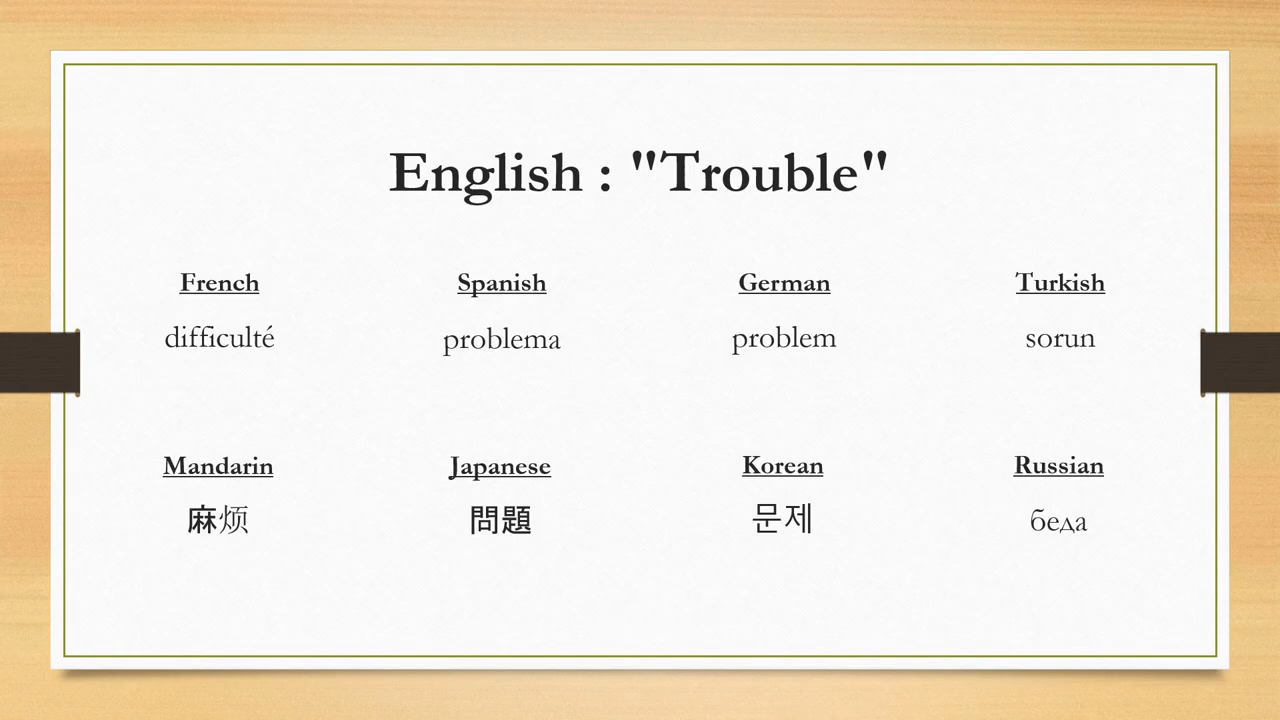 English : "Trouble"
French Spanish German Turkish
difficulté problema problem sorun
Mandarin Japanese Korean Russian
麻烦 問題 문제 беда